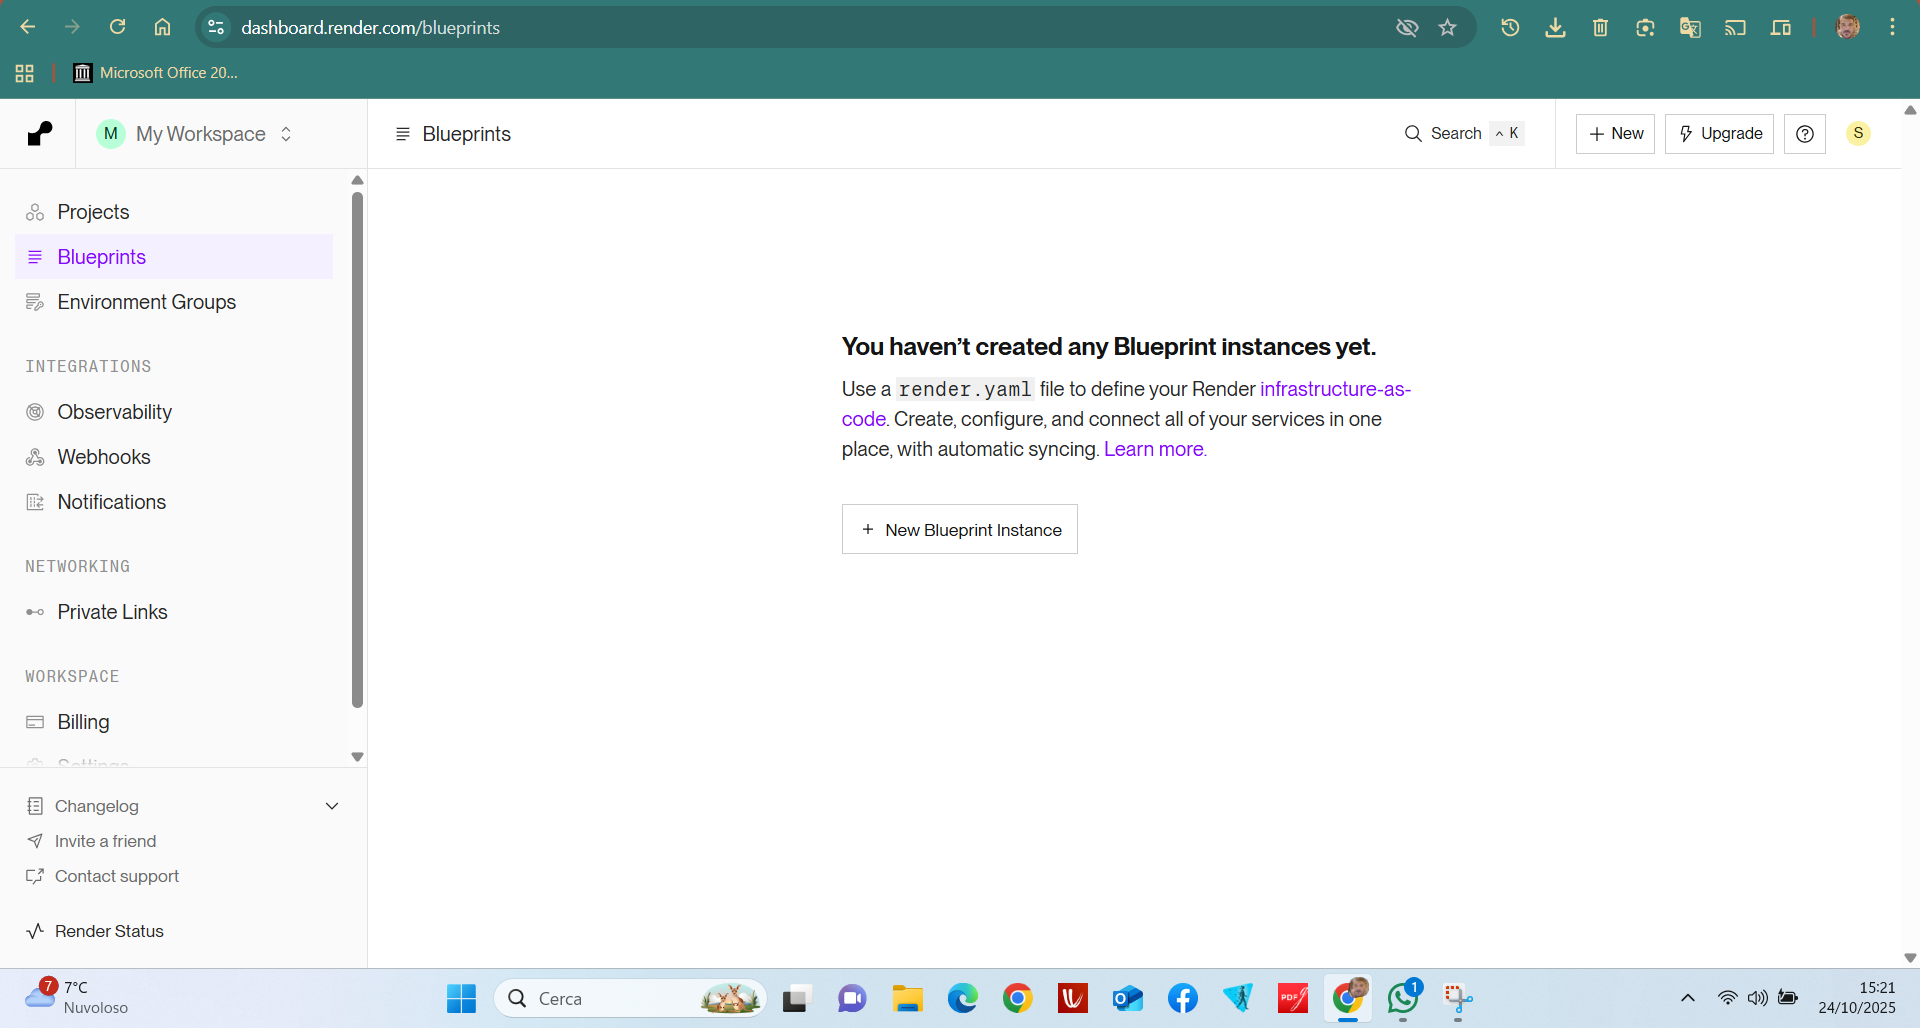 dashboard.render.com/blueprints
Microsoft Office 20...
M My Workspace
Blueprints
Search ^ K
+ New
Upgrade
S
Projects
Blueprints
Environment Groups
INTEGRATIONS
Observability
Webhooks
Notifications
NETWORKING
Private Links
WORKSPACE
Billing
Settings
Changelog
Invite a friend
Contact support
Render Status
You haven't created any Blueprint instances yet.
Use a render.yaml file to define your Render infrastructure-as-
code. Create, configure, and connect all of your services in one
place, with automatic syncing. Learn more.
+ New Blueprint Instance
7
7°C
Nuvoloso
Cerca
PDF
1
15:21
24/10/2025